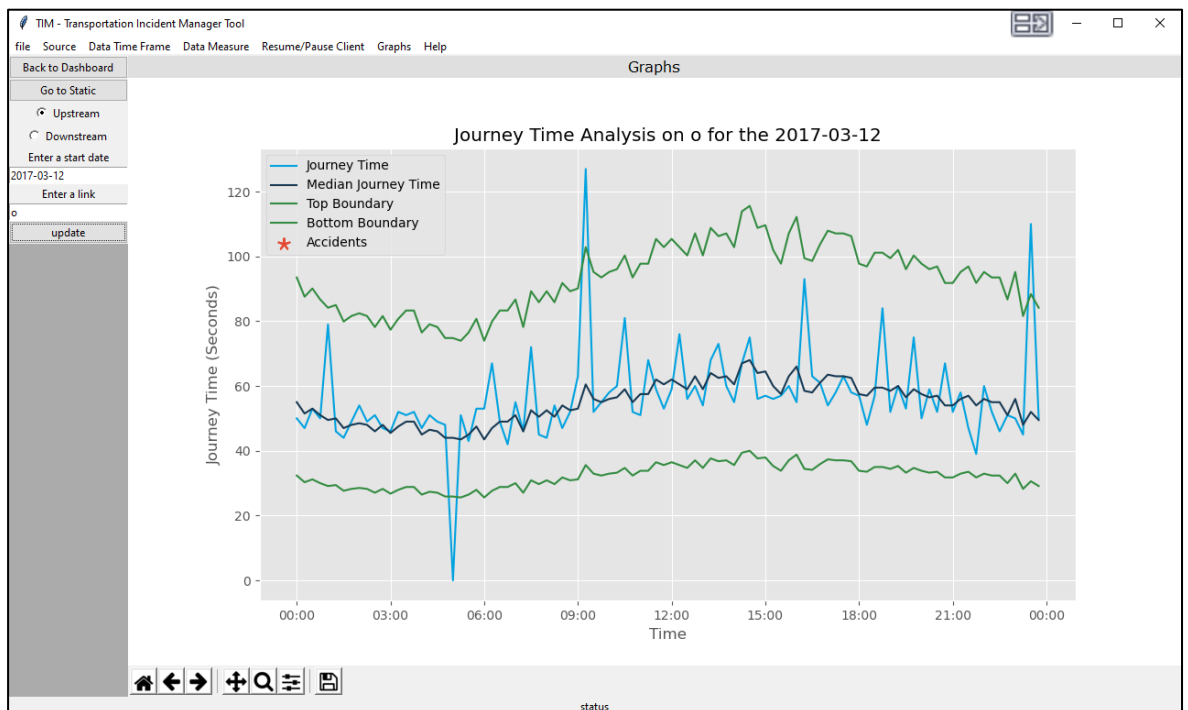 TIM - Transportation Incident Manager Tool
file Source Data Time Frame Data Measure Resume/Pause Client Graphs Help
Back to Dashboard
Go to Static
Upstream
Downstream
Enter a start date
2017-03-12
Enter a link
o
update
Graphs
Journey Time Analysis on o for the 2017-03-12
Journey Time
Median Journey Time
Top Boundary
Bottom Boundary
Accidents
Journey Time (Seconds)
120
100
80
60
40
20
0
00:00 03:00 06:00 09:00 12:00 15:00 18:00 21:00 00:00
Time
status